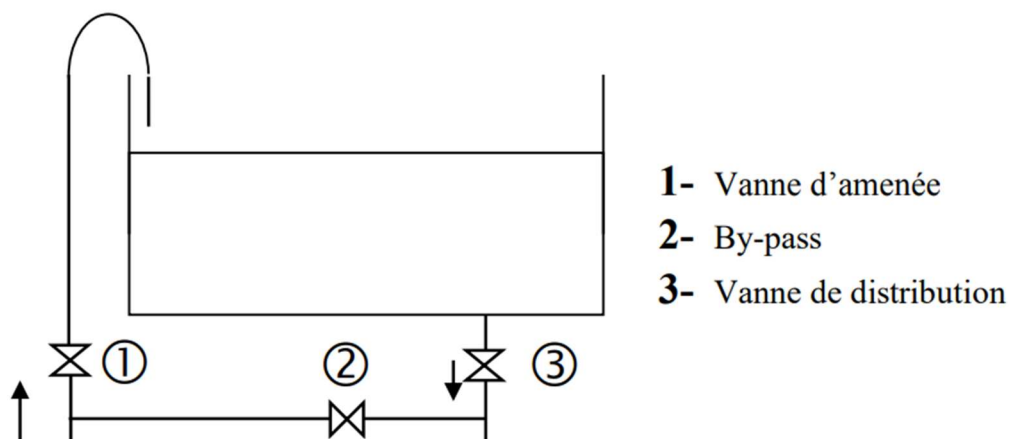 1- Vanne d’amenée
2- By-pass
3- Vanne de distribution
① ② ③